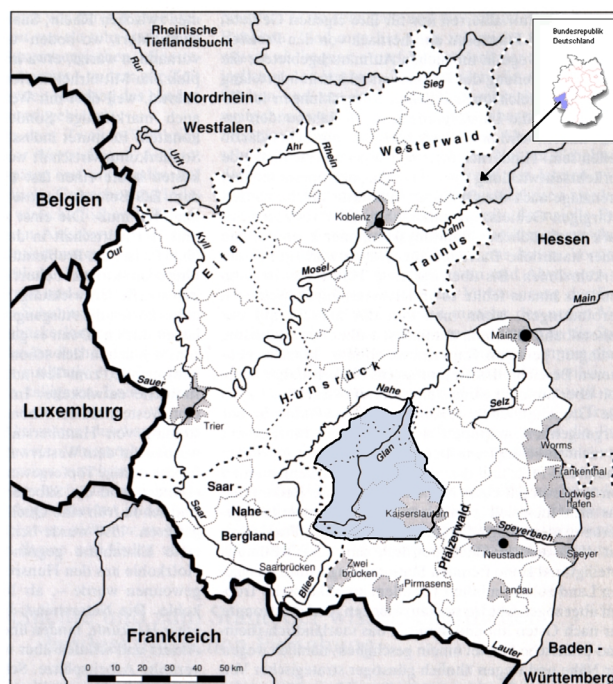 Rheinische
Tieflandsbucht
Bundesrepublik
Deutschland
Rur
Sieg
Nordrhein -
Westfalen
Westerwald
Urft
Ahr
Rhein
Belgien
Koblenz
Lahn
Taunus
Hessen
Our
Kyll
Eifel
Mosel
Main
Mainz
Hunsrück
Sauer
Nahe
Selz
Luxemburg
Trier
Glan
Worms
Saar -
Nahe -
Bergland
Saar
Frankenthal
Ludwigs -
hafen
Kaiserslautern
Pfälzerwald
Speyerbach
Speyer
Neustadt
Saarbrücken
Blies
Zwei -
brücken
Pirmasens
Landau
Frankreich
Lauter
Baden -
Württemberg
0 10 20 30 40 50 km